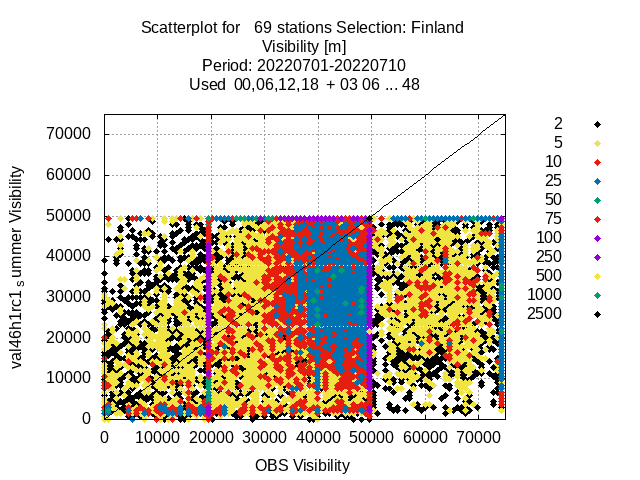 Scatterplot for 69 stations Selection: Finland
Visibility [m]
Period: 20220701-20220710
Used 00,06,12,18 + 03 06 ... 48
val46h1rc1 s ummer Visibility
70000
60000
50000
40000
30000
20000
10000
0
0 10000 20000 30000 40000 50000 60000 70000
OBS Visibility
2
5
10
25
50
75
100
250
500
1000
2500